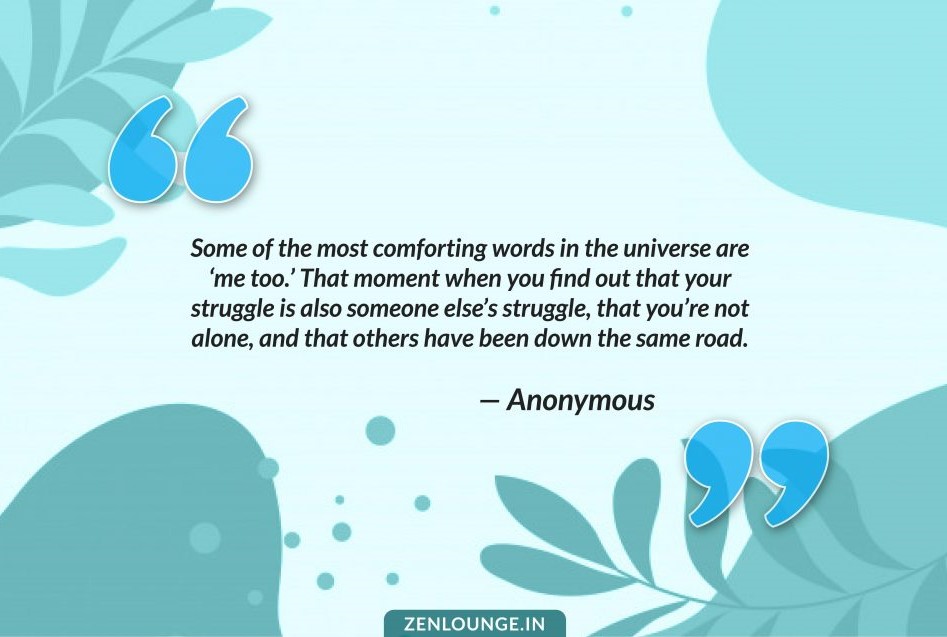 Some of the most comforting words in the universe are
‘me too.’ That moment when you find out that your
struggle is also someone else’s struggle, that you’re not
alone, and that others have been down the same road.
— Anonymous
ZENLOUNGE.IN